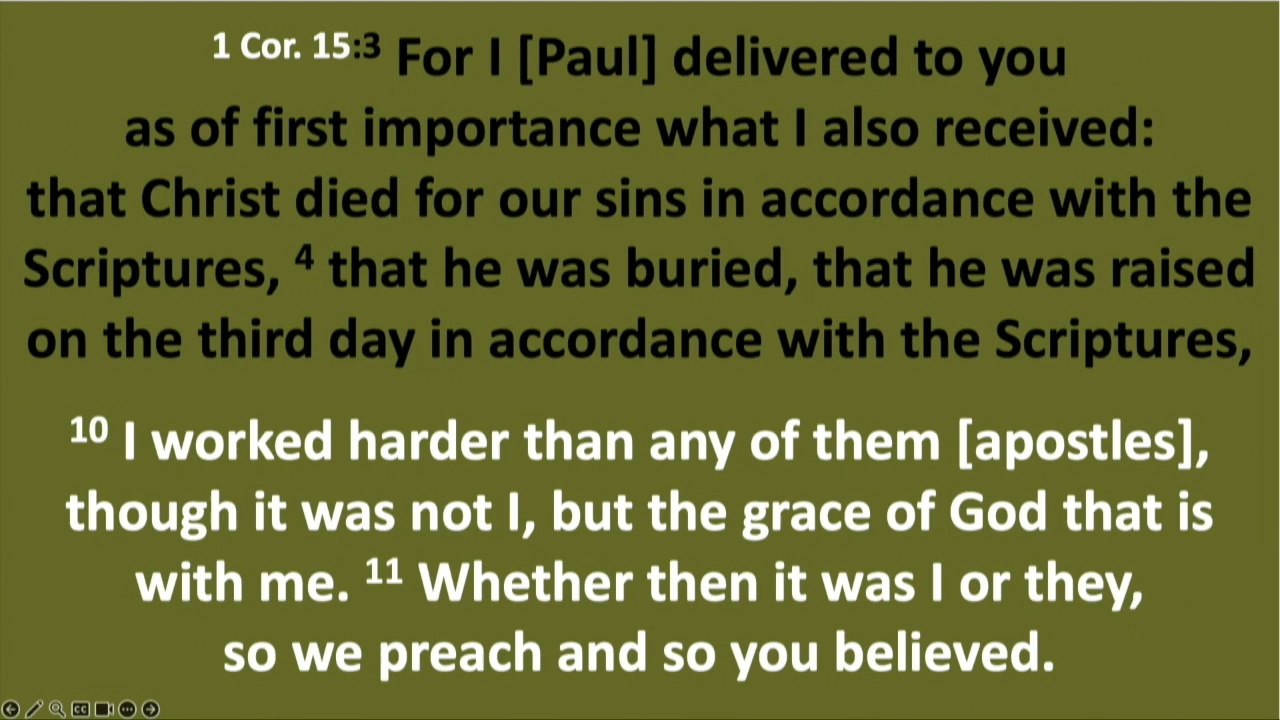 1 Cor. 15:3 For I [Paul] delivered to you
as of first importance what I also received:
that Christ died for our sins in accordance with the
Scriptures, 4 that he was buried, that he was raised
on the third day in accordance with the Scriptures,
10 I worked harder than any of them [apostles],
though it was not I, but the grace of God that is
with me. 11 Whether then it was I or they,
so we preach and so you believed.
CC